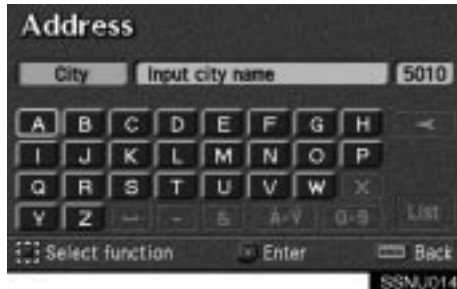 Address
City Input city name 5010
A B C D E F G H
I J K L M N O P
Q R S T U V W X
Y Z - & 0-9 List
Select function Enter Back
SSNU014